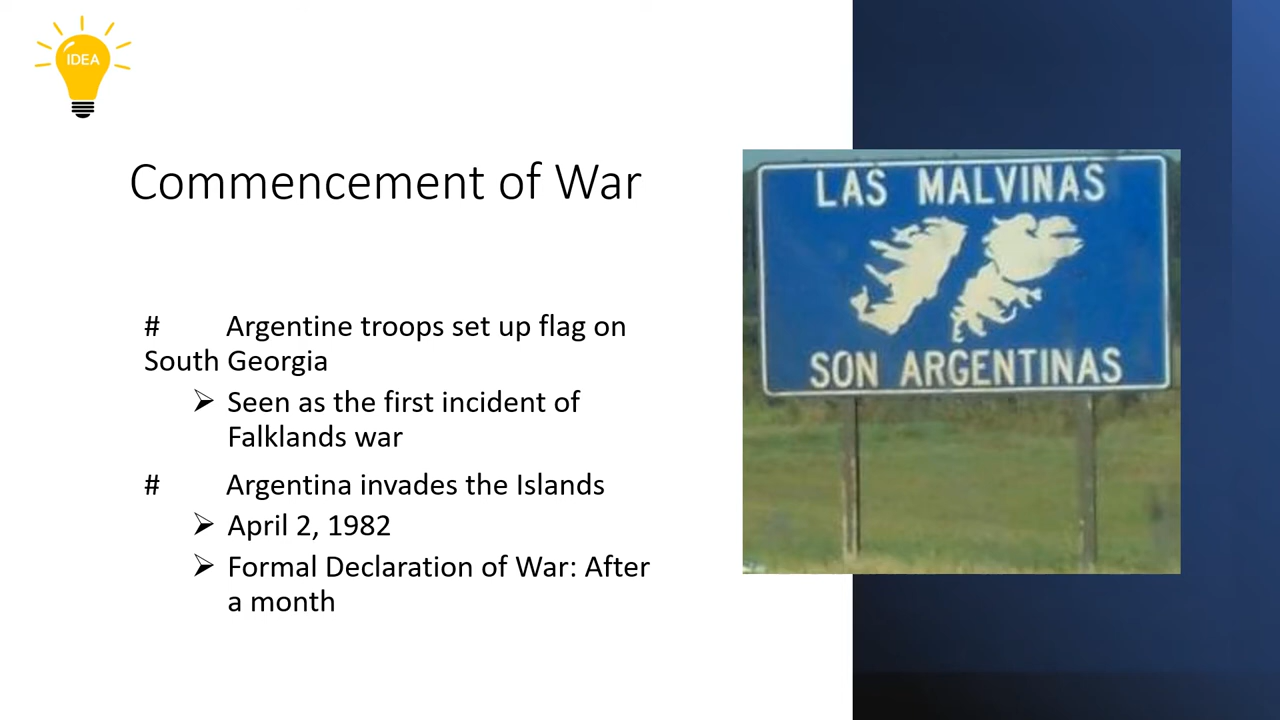 IDEA
Commencement of War
# Argentine troops set up flag on
South Georgia
➢ Seen as the first incident of
Falklands war
# Argentina invades the Islands
➢ April 2, 1982
➢ Formal Declaration of War: After
a month
LAS MALVINAS
SON ARGENTINAS